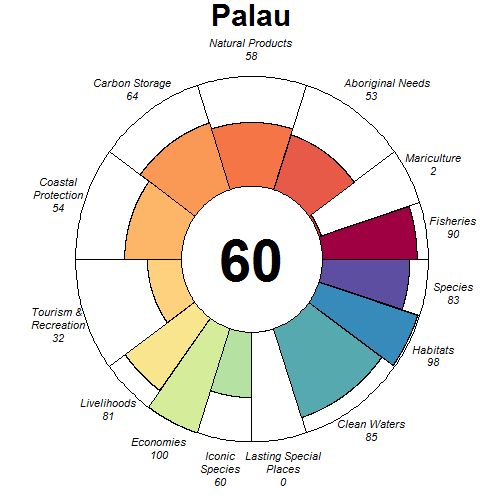 Palau
Natural Products
58
Carbon Storage
64
Aboriginal Needs
53
Mariculture
2
Coastal
Protection
54
Fisheries
90
60
Species
83
Tourism &
Recreation
32
Habitats
98
Livelihoods
81
Clean Waters
85
Economies
100
Iconic
Species
60
Lasting Special
Places
0